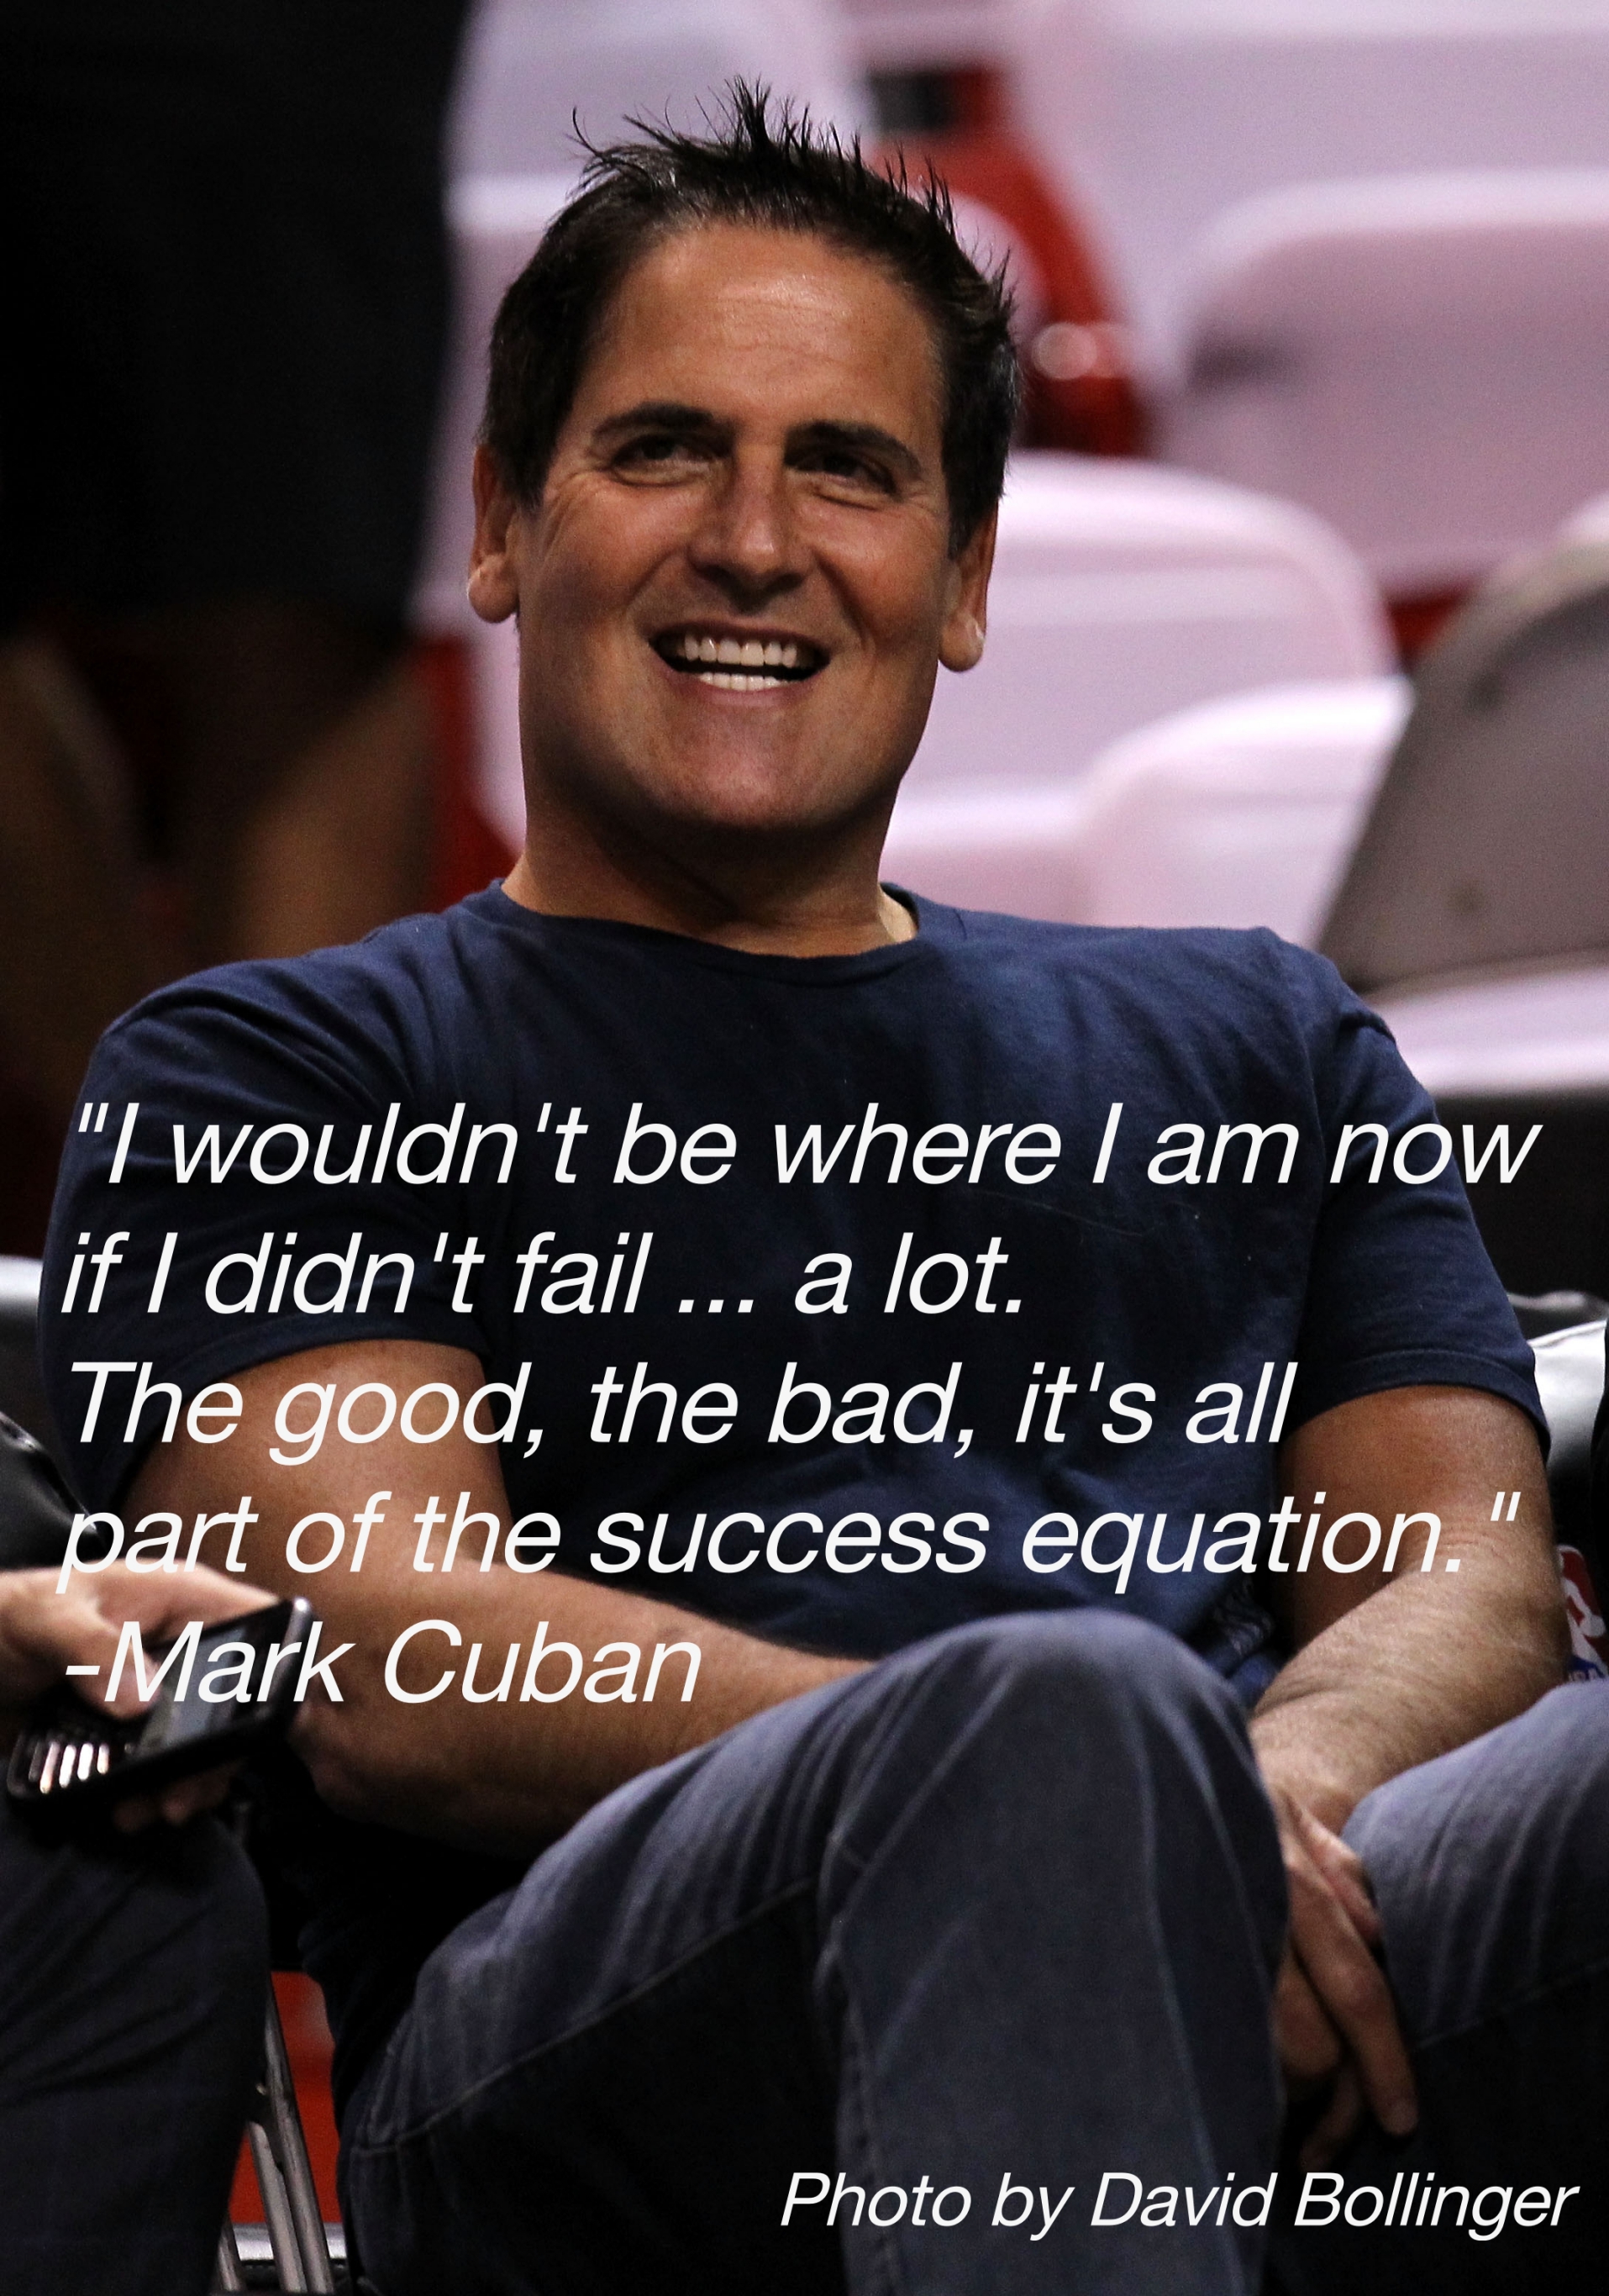 "I wouldn't be where I am now
if I didn't fail ... a lot.
The good, the bad, it's all
part of the success equation."
-Mark Cuban
Photo by David Bollinger